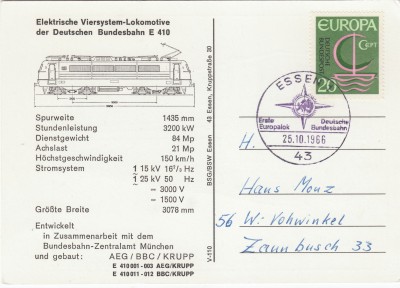 Elektrische Viersystem-Lokomotive
der Deutschen Bundesbahn E 410
Spurweite 1435 mm
Stundenleistung 3200 kW
Dienstgewicht 84 Mp
Achslast 21 Mp
Höchstgeschwindigkeit 150 km/h
Stromsystem 1 15 kV 16²/₃ Hz
1 25 kV 50 Hz
– 3000 V
– 1500 V
Größte Breite 3078 mm
Entwickelt
in Zusammenarbeit mit dem
Bundesbahn-Zentralamt München
und gebaut: AEG / BBC / KRUPP
E 410 001-003 AEG/KRUPP
E 410 011-012 BBC/KRUPP
V-110 BSG/BSW Essen 43 Essen, Kruppstraße 30
EUROPA
CEPT
DEUTSCHE
BUNDESPOST
20
ESSEN
Erste
Europalok
Deutsche
Bundesbahn
25.10.1966
43
H.
Hans Monz
56 W.-Vohwinkel
Zaunbusch 33